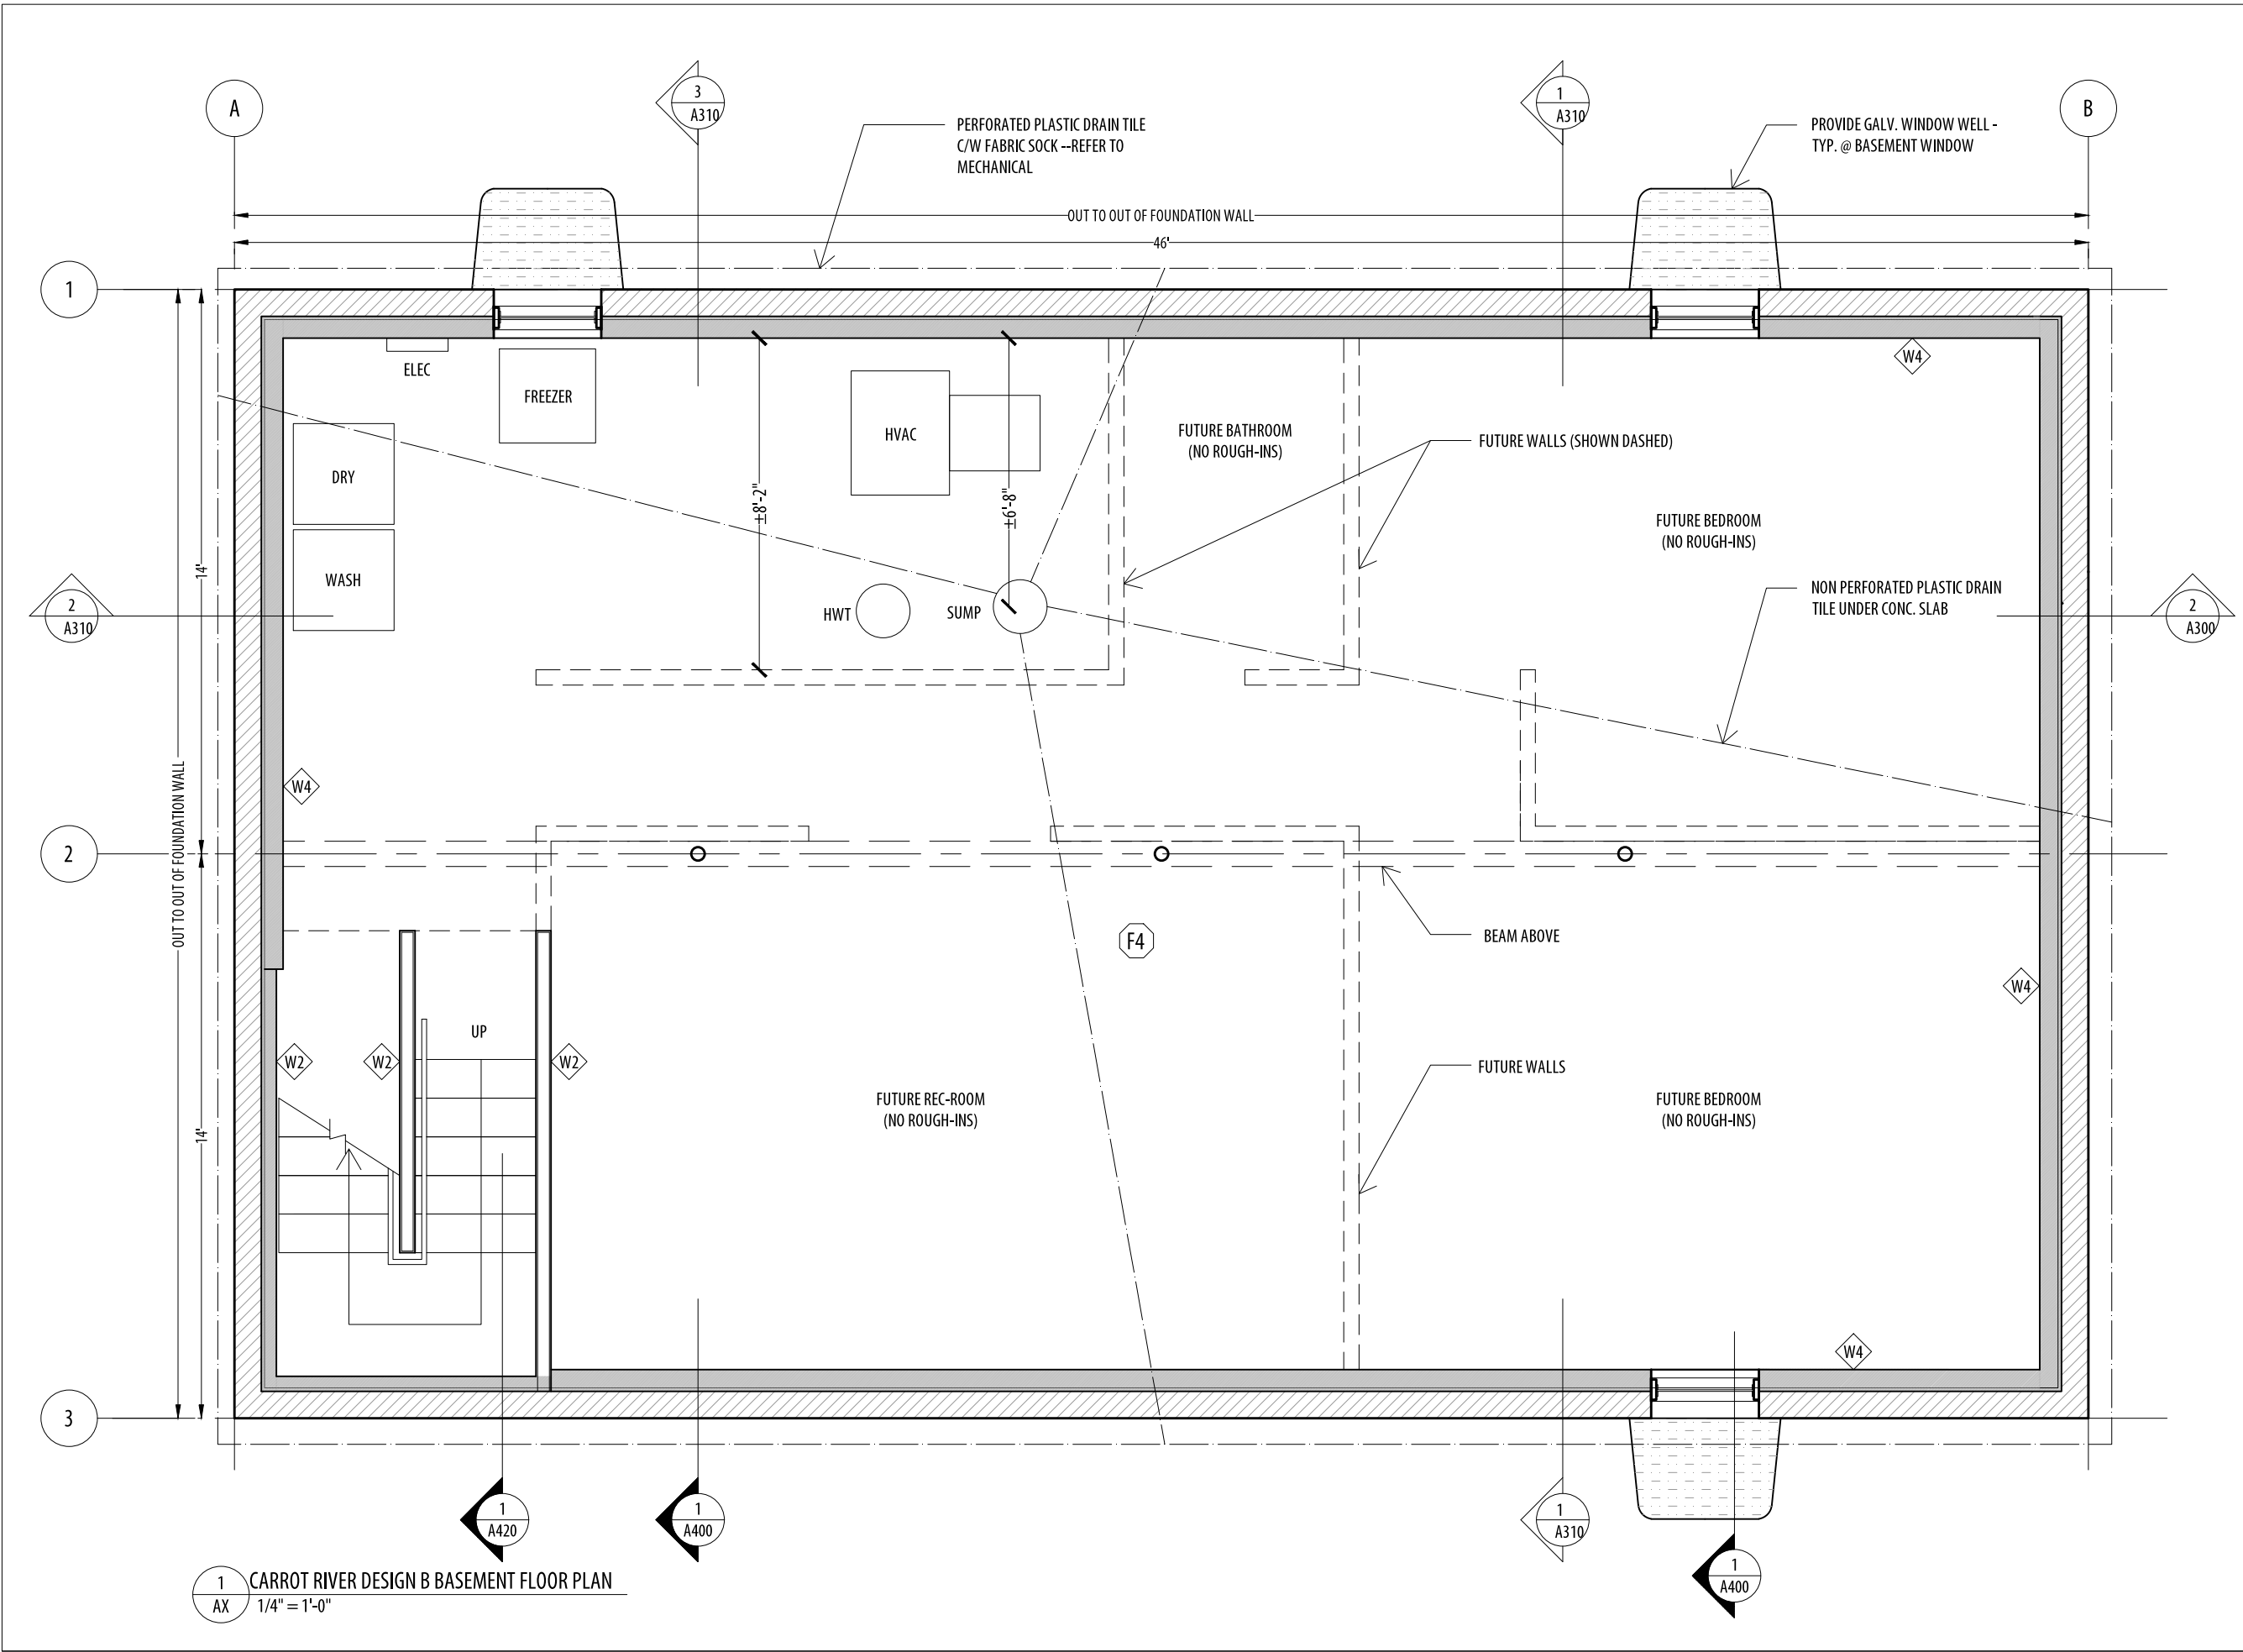 A
3
A310
1
A310
B
PERFORATED PLASTIC DRAIN TILE
C/W FABRIC SOCK --REFER TO
MECHANICAL
PROVIDE GALV. WINDOW WELL -
TYP. @ BASEMENT WINDOW
OUT TO OUT OF FOUNDATION WALL
46'
1
ELEC
FREEZER
W4
HVAC
FUTURE BATHROOM
(NO ROUGH-INS)
FUTURE WALLS (SHOWN DASHED)
DRY
±8'-2"
±6'-8"
FUTURE BEDROOM
(NO ROUGH-INS)
14'
WASH
NON PERFORATED PLASTIC DRAIN
TILE UNDER CONC. SLAB
2
A310
HWT
SUMP
2
A300
W4
OUT TO OUT OF FOUNDATION WALL
2
F4
BEAM ABOVE
W4
UP
W2
W2
W2
FUTURE WALLS
FUTURE REC-ROOM
(NO ROUGH-INS)
FUTURE BEDROOM
(NO ROUGH-INS)
14'
W4
3
1
A420
1
A400
1
A310
1
A400
1
AX
CARROT RIVER DESIGN B BASEMENT FLOOR PLAN
1/4" = 1'-0"